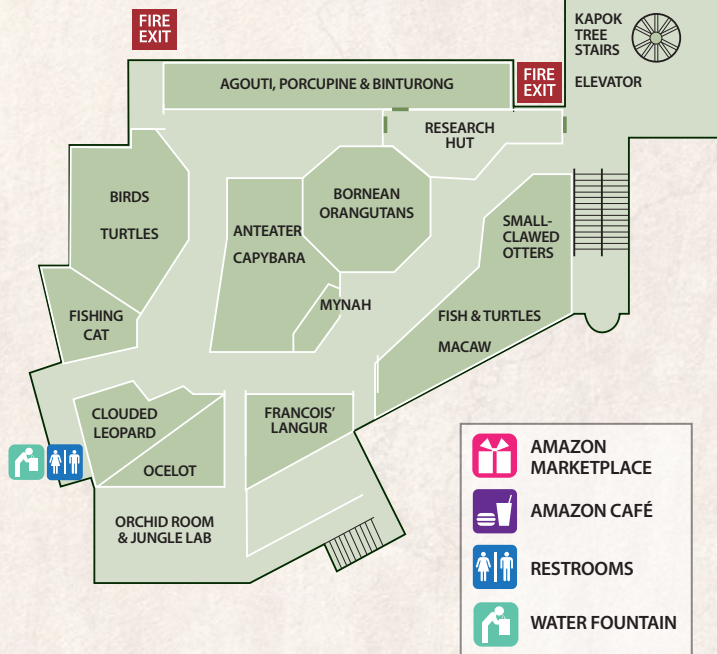 FIRE
EXIT
KAPOK
TREE
STAIRS
FIRE
EXIT
ELEVATOR
AGOUTI, PORCUPINE & BINTURONG
RESEARCH
HUT
BIRDS
TURTLES
BORNEAN
ORANGUTANS
ANTEATER
CAPYBARA
SMALL-
CLAWED
OTTERS
MYNAH
FISHING
CAT
FISH & TURTLES
MACAW
CLOUDED
LEOPARD
FRANCOIS’
LANGUR
OCELOT
ORCHID ROOM
& JUNGLE LAB
AMAZON
MARKETPLACE
AMAZON CAFÉ
RESTROOMS
WATER FOUNTAIN